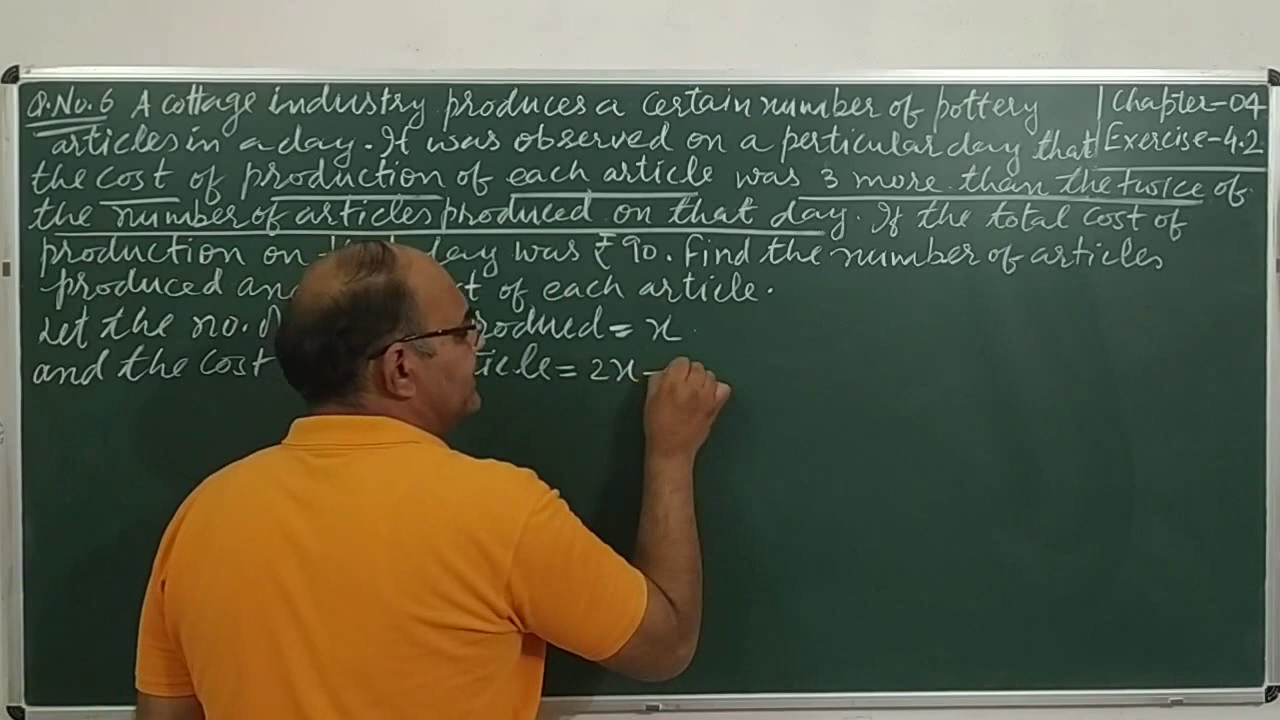 Q.No.6 A cottage industry produces a certain number of pottery
articles in a day. It was observed on a perticular day that
the cost of production of each article was 3 more than the twice of
the number of articles produced on that day. If the total cost of
production on day was ₹90. Find the number of articles
produced an of each article.
Let the no. produed = x
and the cost = 2x
Chapter-04
Exercise-4.2